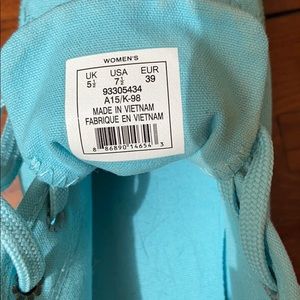 WOMEN'S
UK USA EUR
5½ 7½ 39
93305434
A15/K-98
MADE IN VIETNAM
FABRIQUE EN VIETNAM
8 86890 14654 3